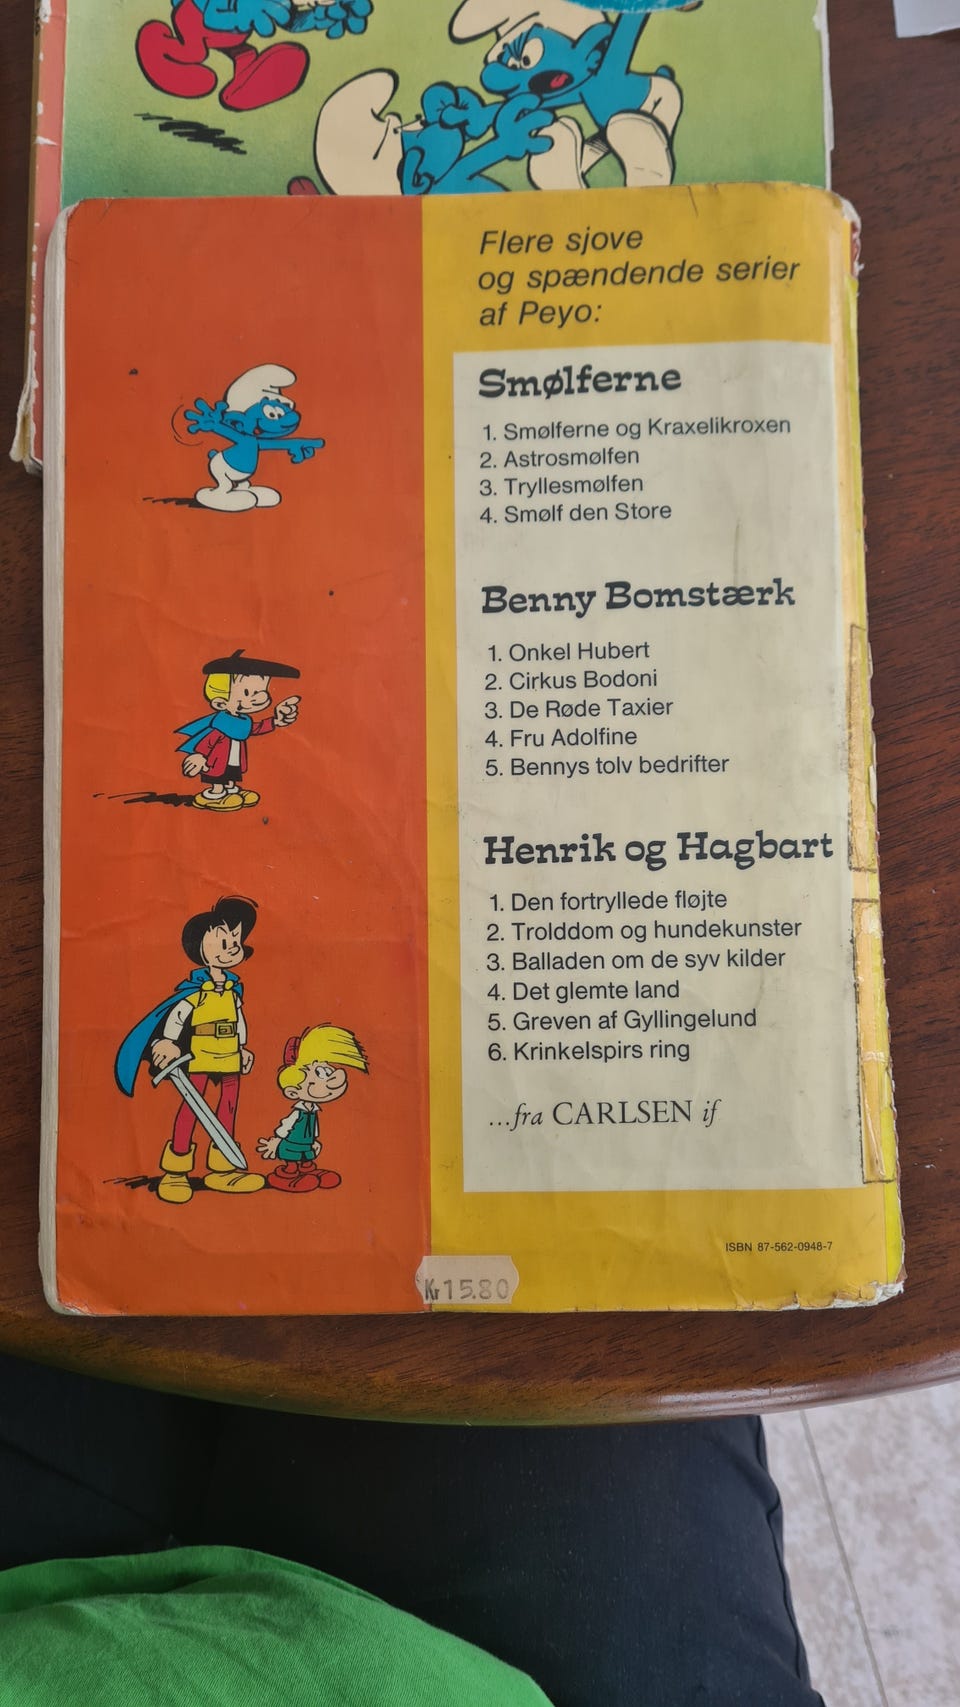 Flere sjove
og spændende serier
af Peyo:
Smølferne
1. Smølferne og Kraxelikroxen
2. Astrosmølfen
3. Tryllesmølfen
4. Smølf den Store
Benny Bomstærk
1. Onkel Hubert
2. Cirkus Bodoni
3. De Røde Taxier
4. Fru Adolfine
5. Bennys tolv bedrifter
Henrik og Hagbart
1. Den fortryllede fløjte
2. Trolddom og hundekunster
3. Balladen om de syv kilder
4. Det glemte land
5. Greven af Gyllingelund
6. Krinkelspirs ring
...fra CARLSEN if
ISBN 87-562-0948-7
Kr 15.80